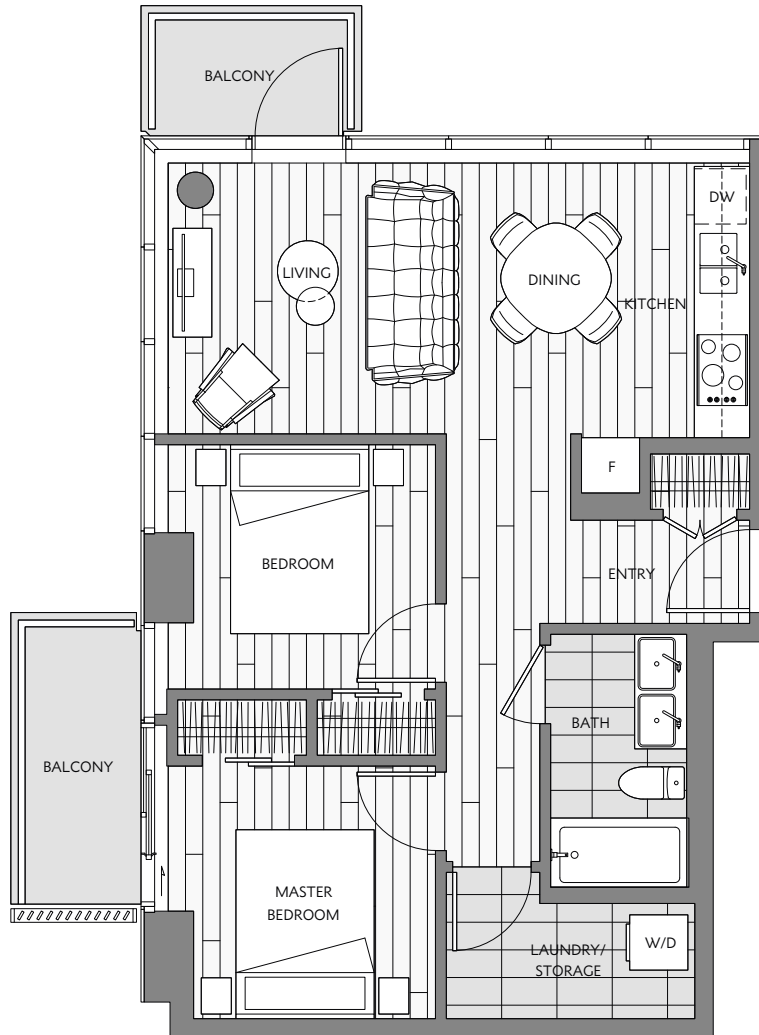 BALCONY
DW
LIVING
DINING
KITCHEN
F
BEDROOM
ENTRY
BATH
BALCONY
MASTER
BEDROOM
LAUNDRY/
STORAGE
W/D